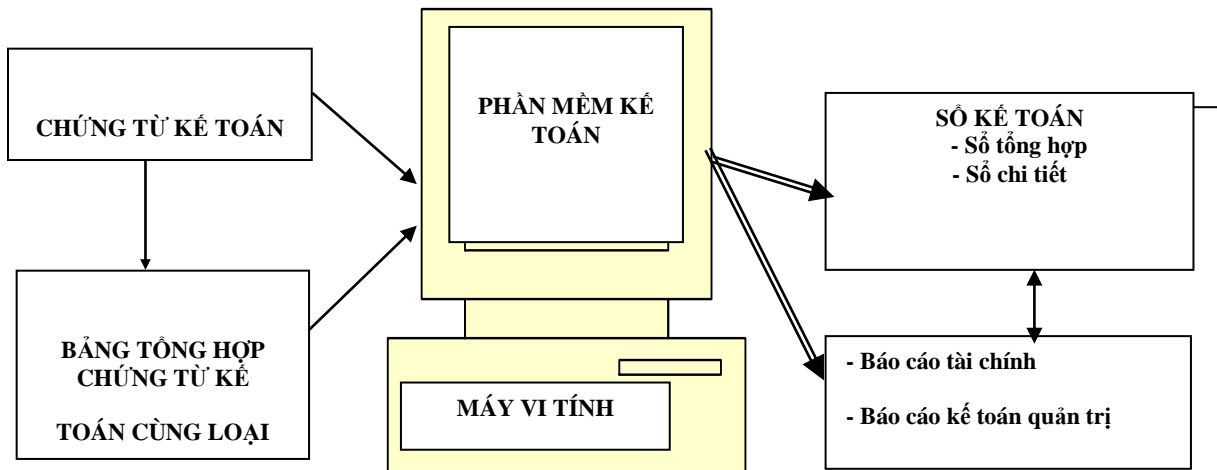 CHỨNG TỪ KẾ TOÁN
BẢNG TỔNG HỢP
CHỨNG TỪ KẾ
TOÁN CÙNG LOẠI
PHẦN MỀM KẾ
TOÁN
MÁY VI TÍNH
SỔ KẾ TOÁN
- Sổ tổng hợp
- Sổ chi tiết
- Báo cáo tài chính
- Báo cáo kế toán quản trị